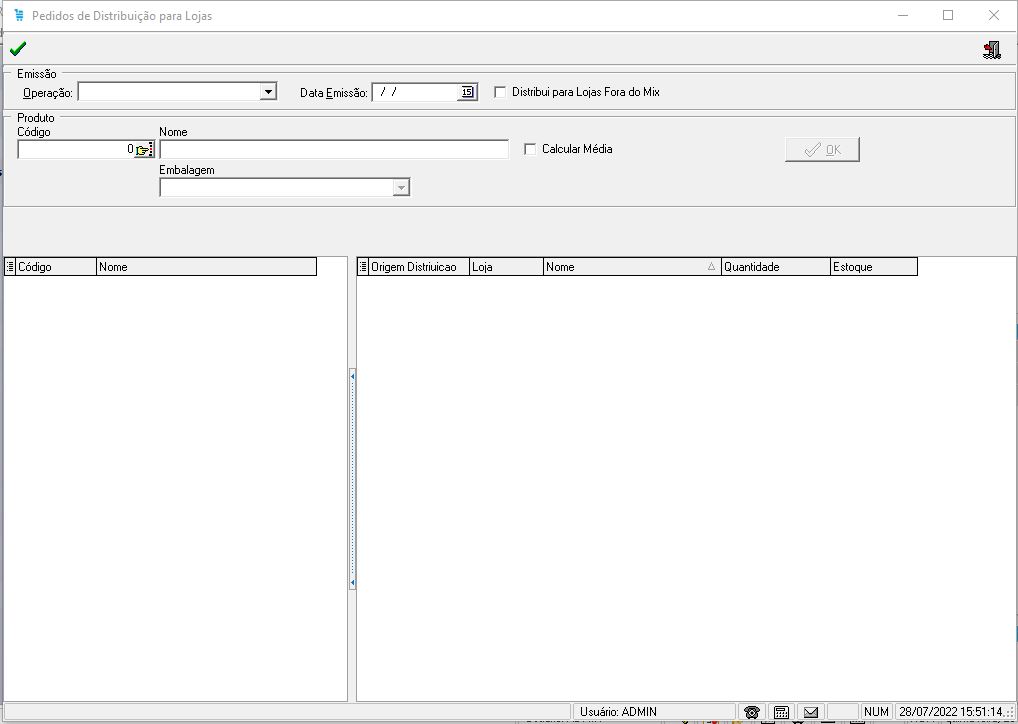 Pedidos de Distribuição para Lojas
Emissão
Operação:
Data Emissão: / / 15
Distribui para Lojas Fora do Mix
Produto
Código
Nome
0
Calcular Média
OK
Embalagem
Código Nome
Origem Distriuicao Loja Nome Quantidade Estoque
Usuário: ADMIN NUM 28/07/2022 15:51:14